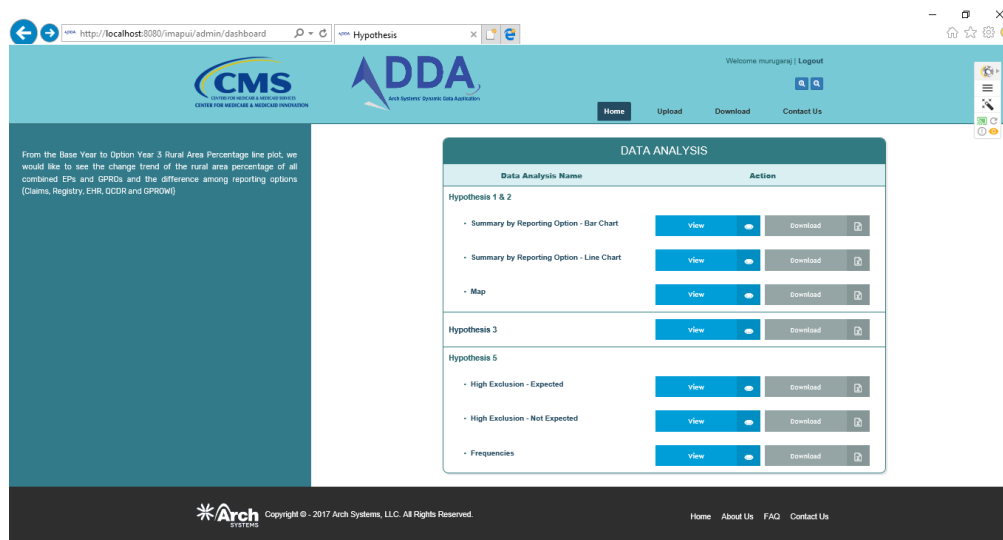 http://localhost:8080/imapui/admin/dashboard
Hypothesis
CMS
CENTERS FOR MEDICARE & MEDICAID SERVICES
CENTER FOR MEDICARE & MEDICAID INNOVATION
ADDA
Arch Systems' Dynamic Data Application
Welcome murugaraj | Logout
Home Upload Download Contact Us
From the Base Year to Option Year 3 Rural Area Percentage line plot, we
would like to see the change trend of the rural area percentage of all
combined EPs and GPROs and the difference among reporting options
(Claims, Registry, EHR, QCDR and GPROWI)
DATA ANALYSIS
Data Analysis Name Action
Hypothesis 1 & 2
• Summary by Reporting Option - Bar Chart View Download
• Summary by Reporting Option - Line Chart View Download
• Map View Download
Hypothesis 3 View Download
Hypothesis 5
• High Exclusion - Expected View Download
• High Exclusion - Not Expected View Download
• Frequencies View Download
Arch SYSTEMS
Copyright © - 2017 Arch Systems, LLC. All Rights Reserved.
Home About Us FAQ Contact Us